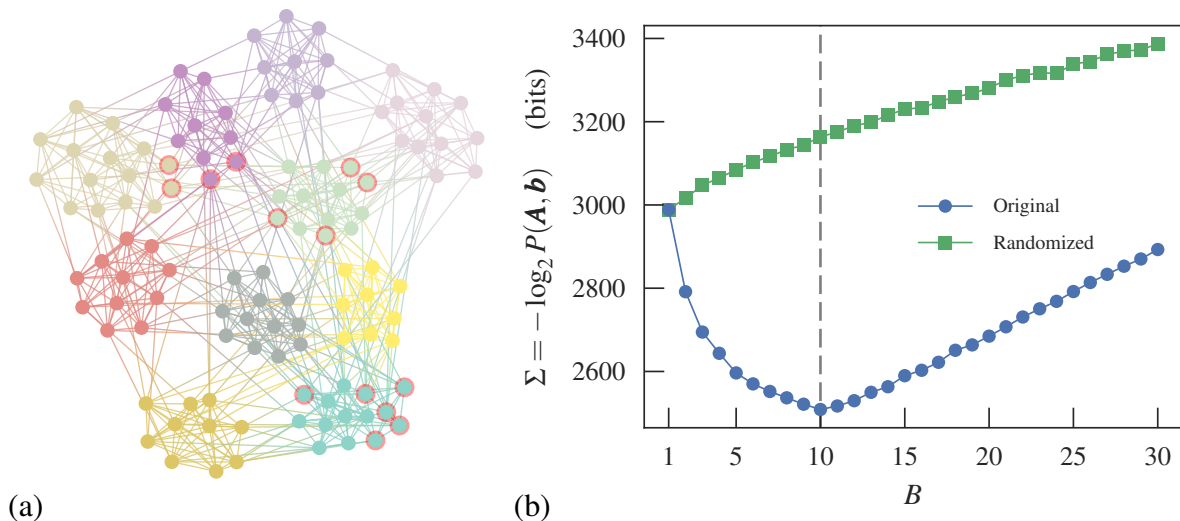 (a)
(b)
Σ = −log₂ P(A, b) (bits)
3400
3200
3000
2800
2600
Original
Randomized
1 5 10 15 20 25 30
B